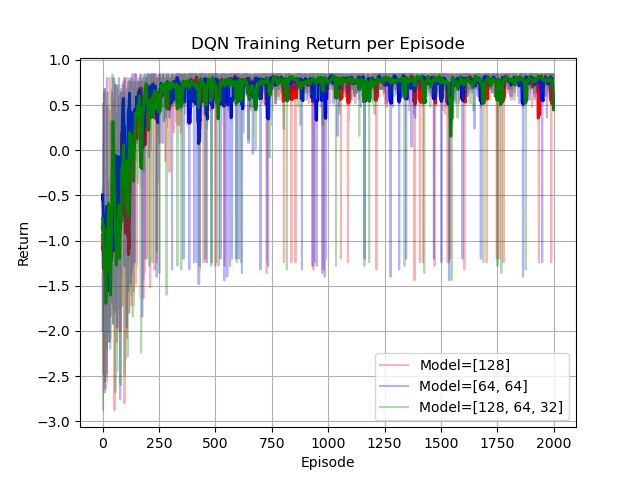 DQN Training Return per Episode
1.0
0.5
0.0
−0.5
−1.0
−1.5
−2.0
−2.5
−3.0
Return
Model=[128]
Model=[64, 64]
Model=[128, 64, 32]
0 250 500 750 1000 1250 1500 1750 2000
Episode